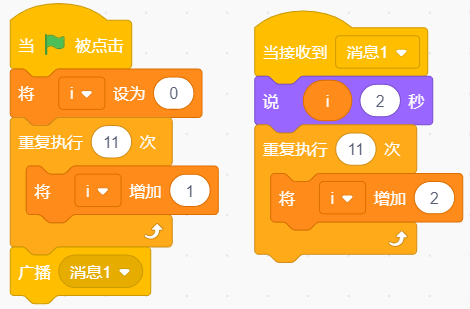 当 被点击
将 i 设为 0
重复执行 11 次
将 i 增加 1
广播 消息1
当接收到 消息1
说 i 2 秒
重复执行 11 次
将 i 增加 2